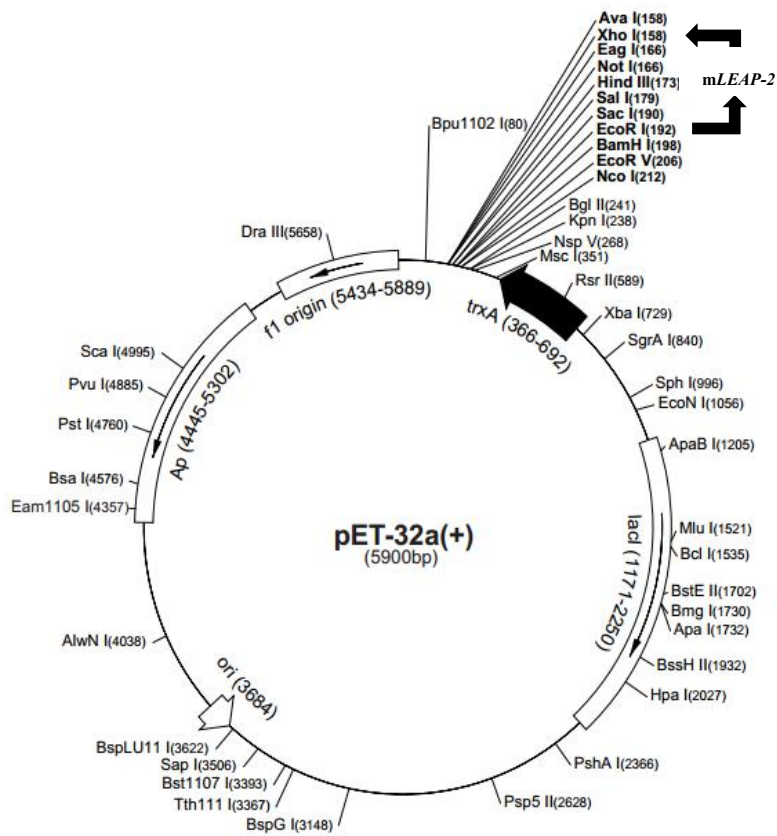 Ava I(158)
Xho I(158)
Eag I(166)
Not I(166)
Hind III(173)
Sal I(179)
Sac I(190)
EcoR I(192)
BamH I(198)
EcoR V(206)
Nco I(212)
mLEAP-2
Bpu1102 I(80)
Bgl II(241)
Kpn I(238)
Nsp V(268)
Msc I(351)
Rsr II(589)
Xba I(729)
SgrA I(840)
Sph I(996)
EcoN I(1056)
ApaB I(1205)
Mlu I(1521)
Bcl I(1535)
BstE II(1702)
Bmg I(1730)
Apa I(1732)
BssH II(1932)
Hpa I(2027)
PshA I(2366)
Psp5 II(2628)
BspG I(3148)
Tth111 I(3367)
Bst1107 I(3393)
Sap I(3506)
BspLU11 I(3622)
AlwN I(4038)
Eam1105 I(4357)
Bsa I(4576)
Pst I(4760)
Pvu I(4885)
Sca I(4995)
Dra III(5658)
f1 origin (5434-5889)
trxA (366-692)
Ap (4445-5302)
lacI (1171-2250)
ori (3684)
pET-32a(+)
(5900bp)